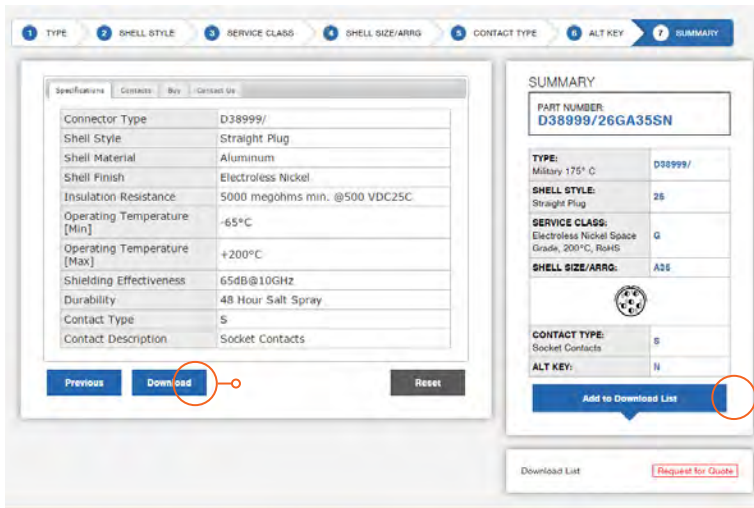 1 TYPE 2 SHELL STYLE 3 SERVICE CLASS 4 SHELL SIZE/ARRG 5 CONTACT TYPE 6 ALT KEY 7 SUMMARY
Specifications Contacts Buy Contact Us
Connector Type D38999/
Shell Style Straight Plug
Shell Material Aluminum
Shell Finish Electroless Nickel
Insulation Resistance 5000 megohms min. @500 VDC25C
Operating Temperature
[Min] -65°C
Operating Temperature
[Max] +200°C
Shielding Effectiveness 65dB@10GHz
Durability 48 Hour Salt Spray
Contact Type S
Contact Description Socket Contacts
Previous Download Reset
SUMMARY
PART NUMBER:
D38999/26GA35SN
TYPE:
Military 175° C D38999/
SHELL STYLE:
Straight Plug 26
SERVICE CLASS:
Electroless Nickel Space
Grade, 200°C, RoHS G
SHELL SIZE/ARRG: A35
CONTACT TYPE:
Socket Contacts S
ALT KEY: N
Add to Download List
Download List Request for Quote